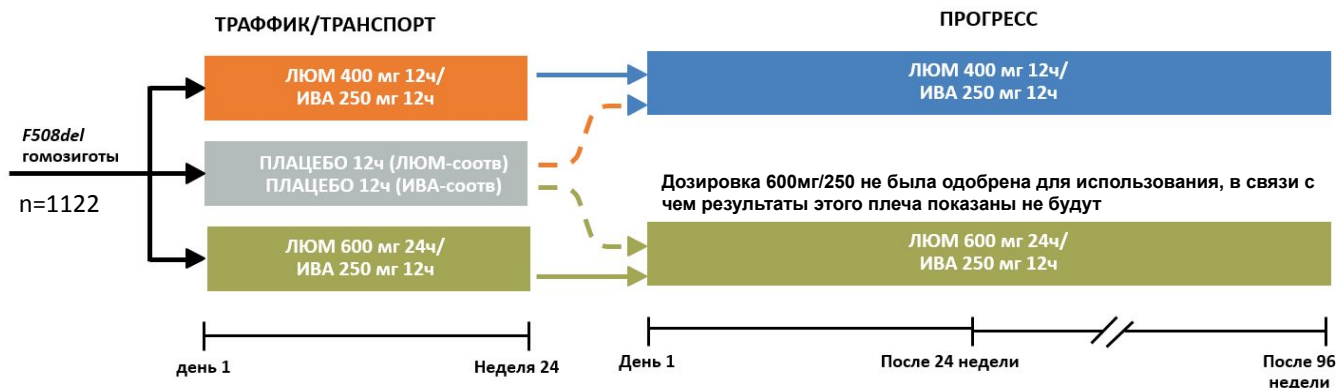 ТРАФФИК/ТРАНСПОРТ
ПРОГРЕСС
F508del
гомозиготы
n=1122
ЛЮМ 400 мг 12ч/
ИВА 250 мг 12ч
ПЛАЦЕБО 12ч (ЛЮМ-соотв)
ПЛАЦЕБО 12ч (ИВА-соотв)
ЛЮМ 600 мг 24ч/
ИВА 250 мг 12ч
ЛЮМ 400 мг 12ч/
ИВА 250 мг 12ч
Дозировка 600мг/250 не была одобрена для использования, в связи с
чем результаты этого плеча показаны не будут
ЛЮМ 600 мг 24ч/
ИВА 250 мг 12ч
день 1
Неделя 24
День 1
После 24 недели
После 96
недели